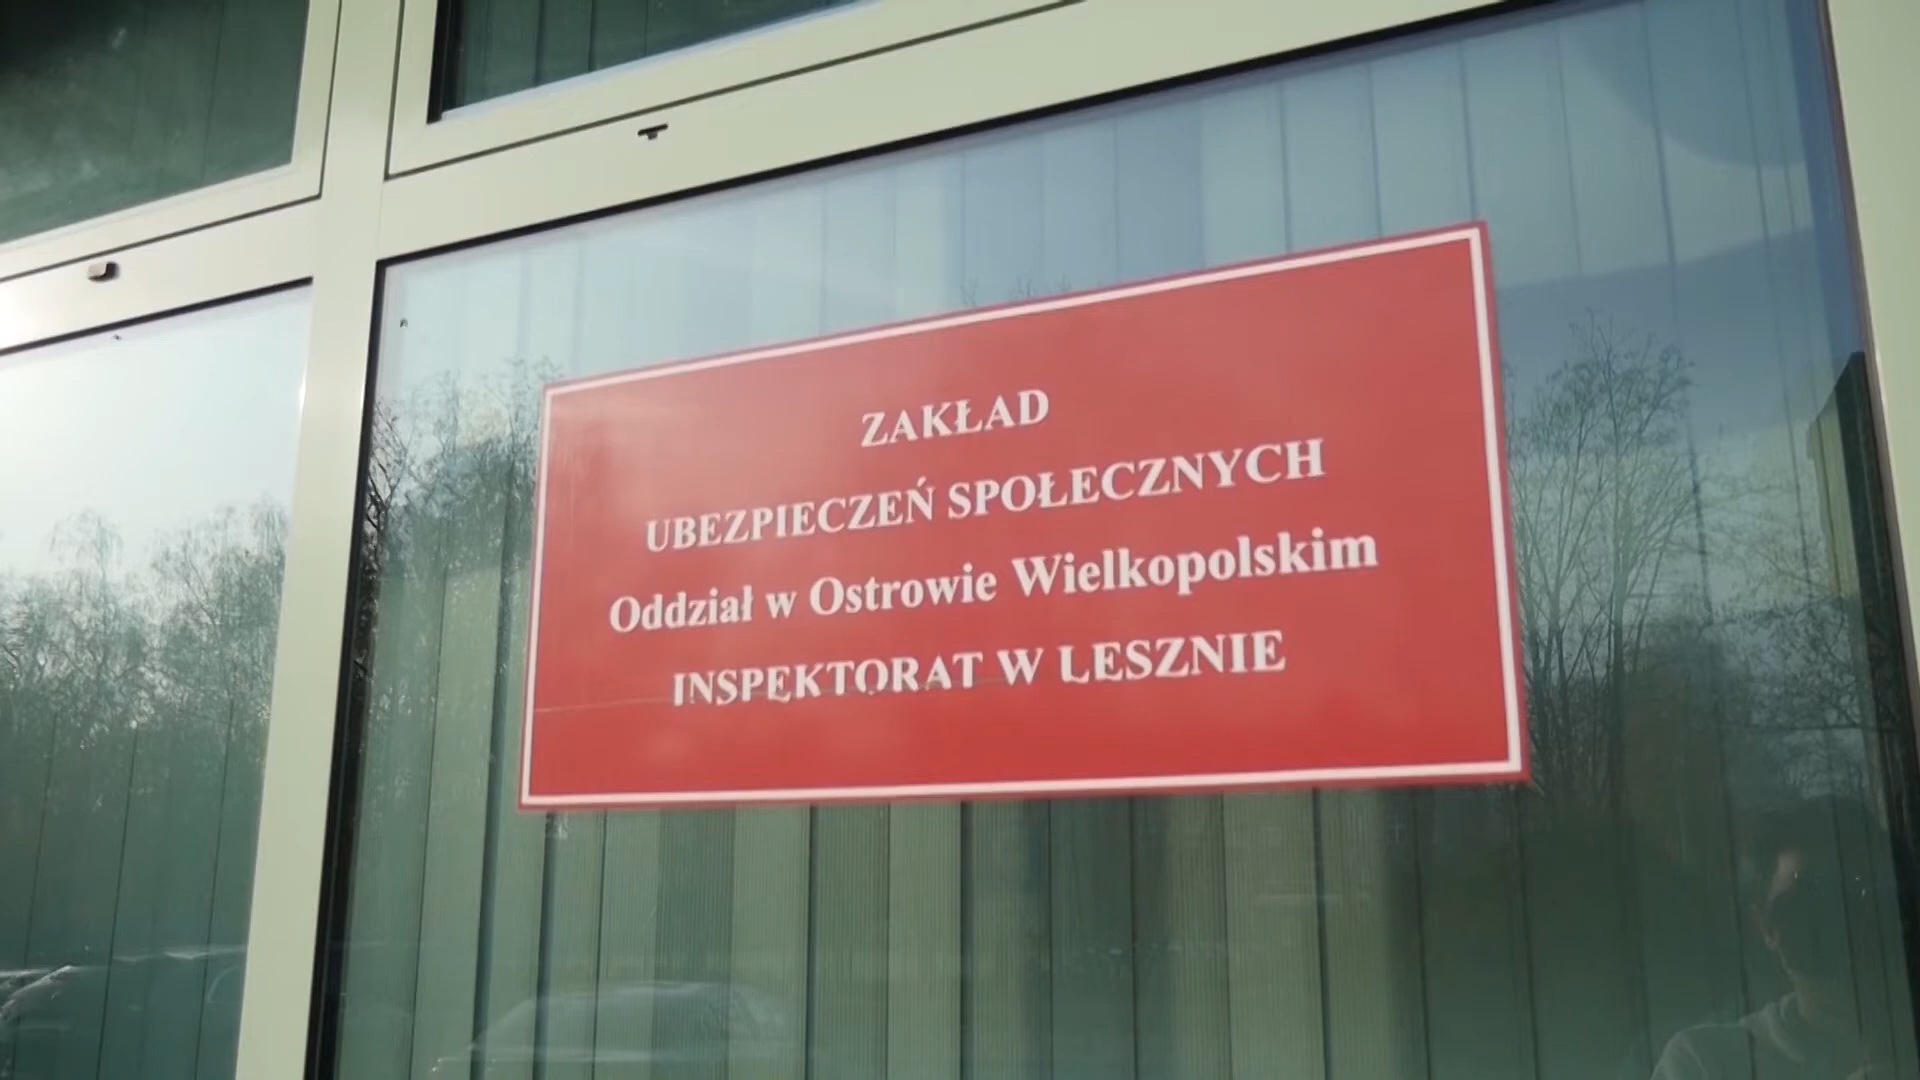 ZAKŁAD
UBEZPIECZEŃ SPOŁECZNYCH
Oddział w Ostrowie Wielkopolskim
INSPEKTORAT W LESZNIE